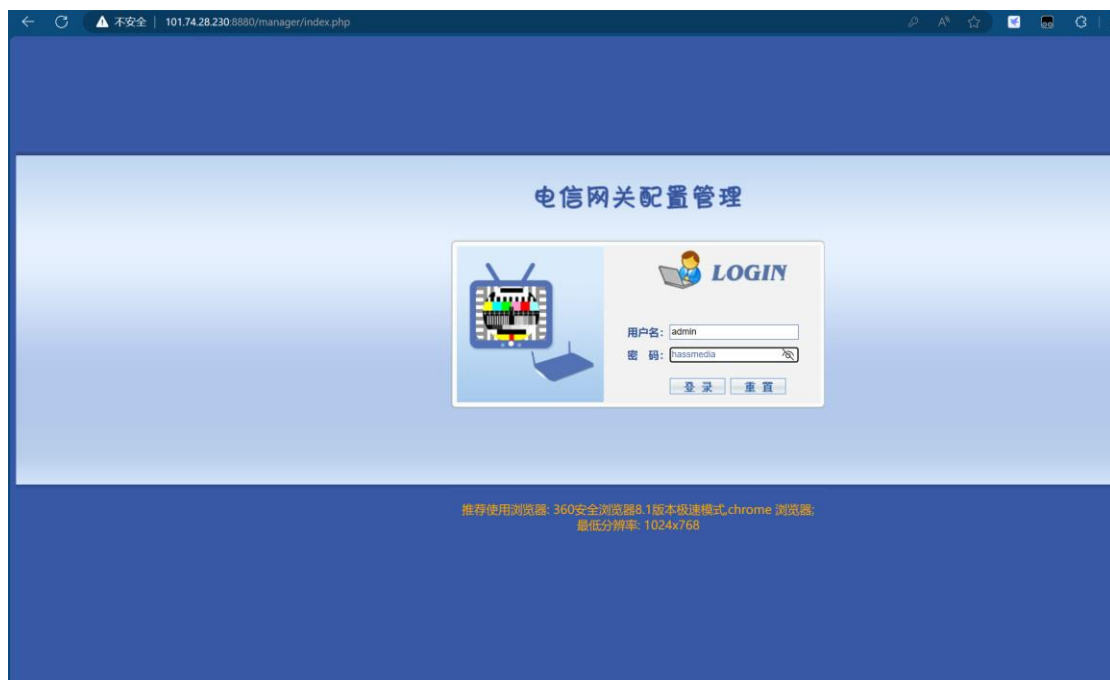 不安全 | 101.74.28.230:8880/manager/index.php
电信网关配置管理
LOGIN
用户名: admin
密 码: hassmedia
登 录 重 置
推荐使用浏览器: 360安全浏览器8.1版本极速模式,chrome 浏览器;
最低分辨率: 1024x768